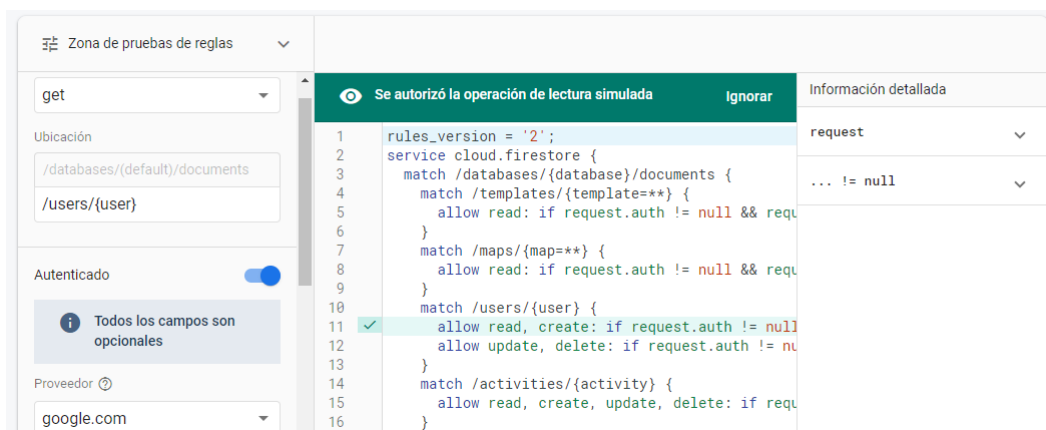 Zona de pruebas de reglas
get
Ubicación
/databases/(default)/documents
/users/{user}
Autenticado
Todos los campos son
opcionales
Proveedor
google.com
Se autorizó la operación de lectura simulada Ignorar
1 rules_version = '2';
2 service cloud.firestore {
3 match /databases/{database}/documents {
4 match /templates/{template=**} {
5 allow read: if request.auth != null && requ
6 }
7 match /maps/{map=**} {
8 allow read: if request.auth != null && requ
9 }
10 match /users/{user} {
11 allow read, create: if request.auth != null
12 allow update, delete: if request.auth != nu
13 }
14 match /activities/{activity} {
15 allow read, create, update, delete: if requ
16 }
Información detallada
request
... != null